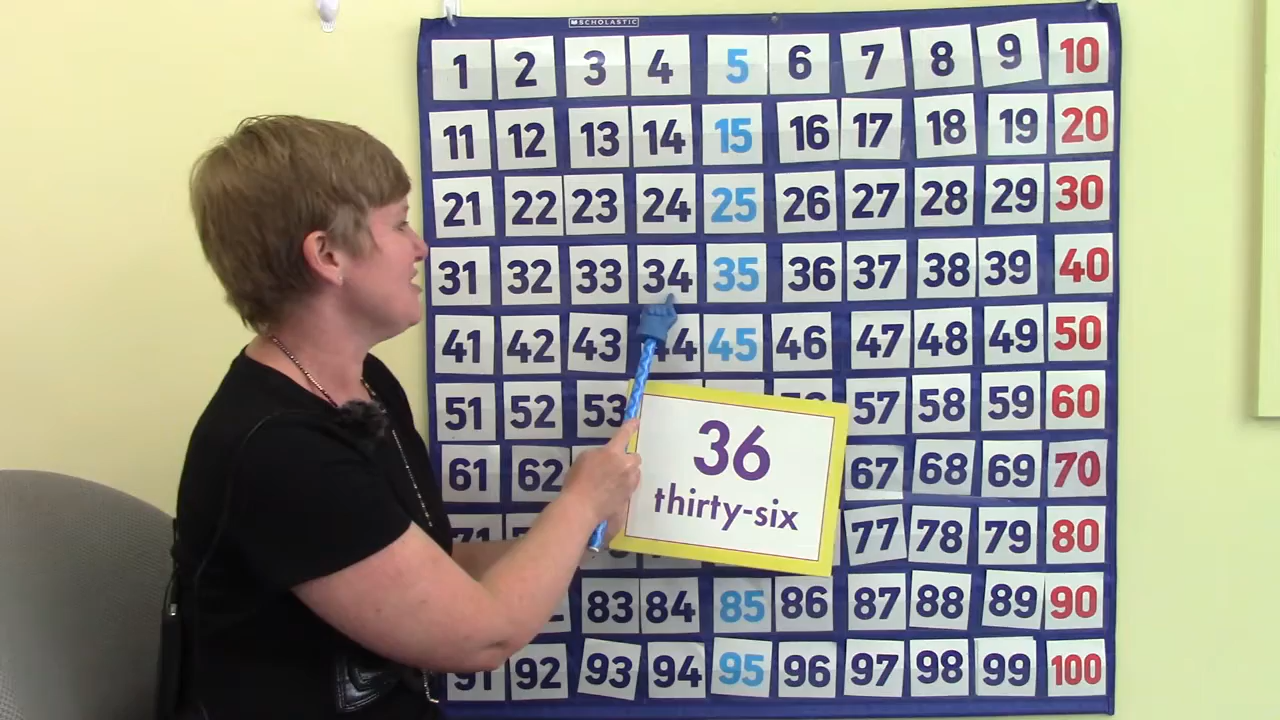 SCHOLASTIC
1 2 3 4 5 6 7 8 9 10
11 12 13 14 15 16 17 18 19 20
21 22 23 24 25 26 27 28 29 30
31 32 33 34 35 36 37 38 39 40
41 42 43 44 45 46 47 48 49 50
51 52 53 57 58 59 60
61 62 67 68 69 70
77 78 79 80
83 84 85 86 87 88 89 90
91 92 93 94 95 96 97 98 99 100
36
thirty-six